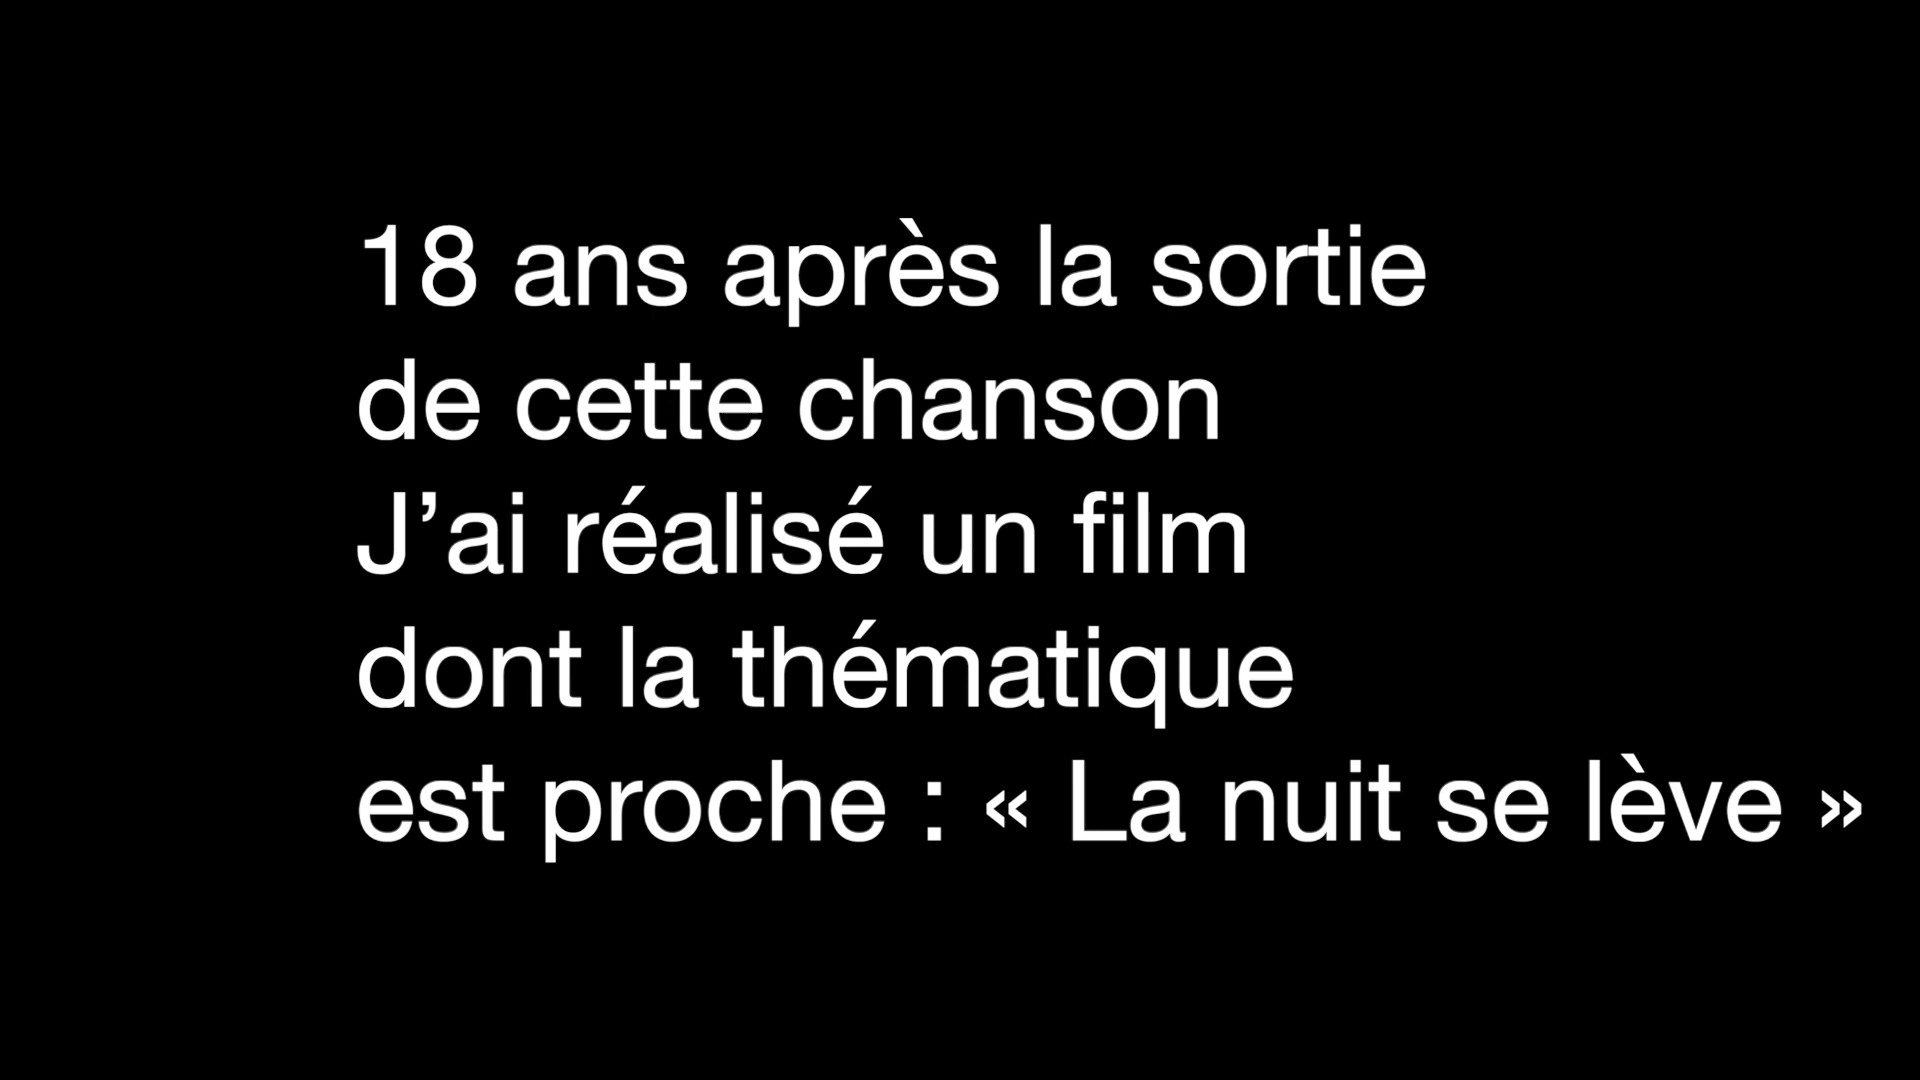 18 ans après la sortie
de cette chanson
J’ai réalisé un film
dont la thématique
est proche : « La nuit se lève »